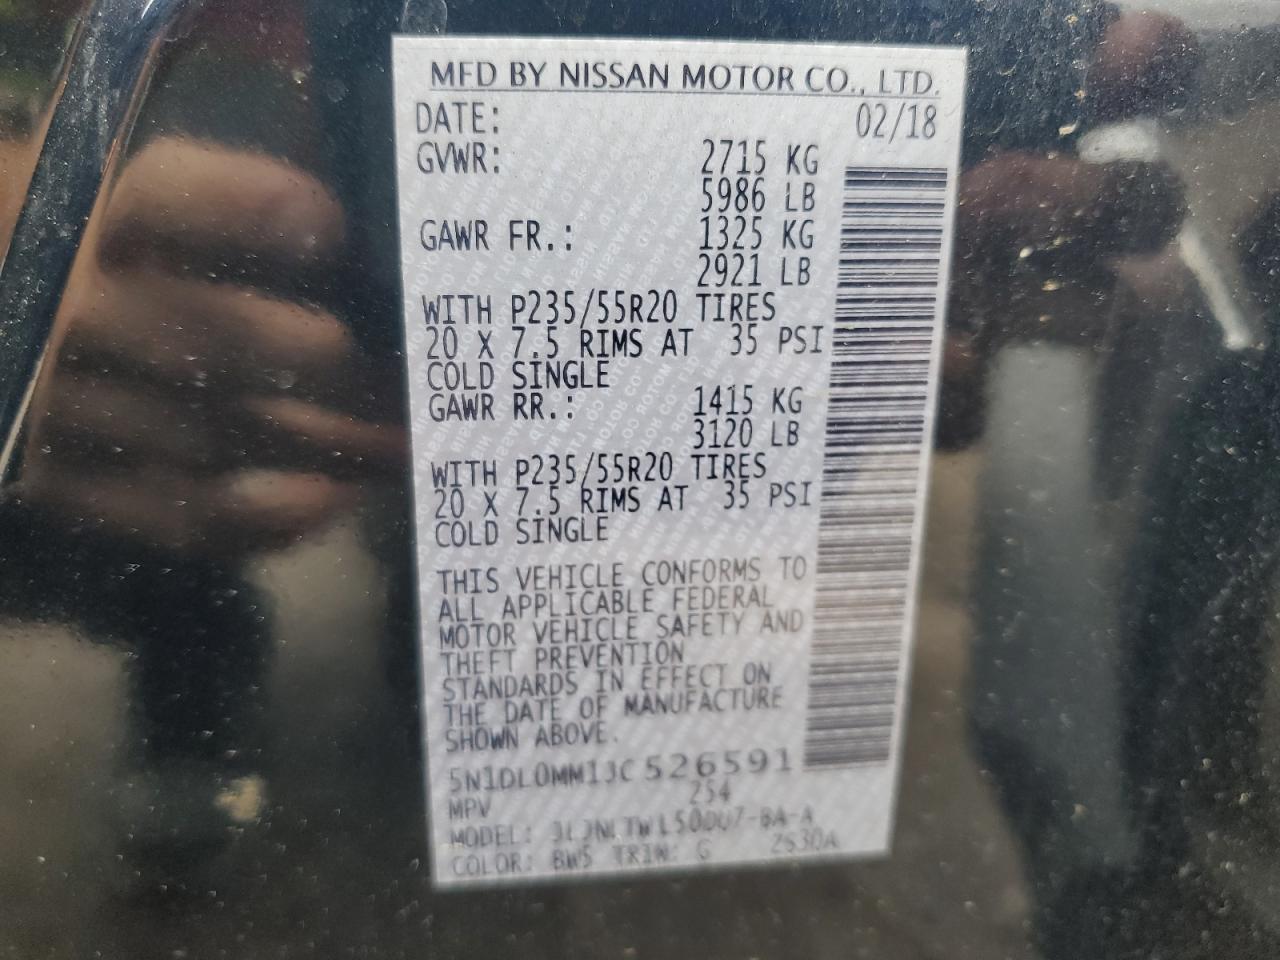 MFD BY NISSAN MOTOR CO., LTD.
DATE: 02/18
GVWR: 2715 KG
5986 LB
GAWR FR.: 1325 KG
2921 LB
WITH P235/55R20 TIRES
20 X 7.5 RIMS AT 35 PSI
COLD SINGLE
GAWR RR.: 1415 KG
3120 LB
WITH P235/55R20 TIRES
20 X 7.5 RIMS AT 35 PSI
COLD SINGLE
THIS VEHICLE CONFORMS TO
ALL APPLICABLE FEDERAL
MOTOR VEHICLE SAFETY AND
THEFT PREVENTION
STANDARDS IN EFFECT ON
THE DATE OF MANUFACTURE
SHOWN ABOVE.
5N1DL0MM1JC526591
MPV 254
MODEL:
COLOR: BW5 TRIM: G